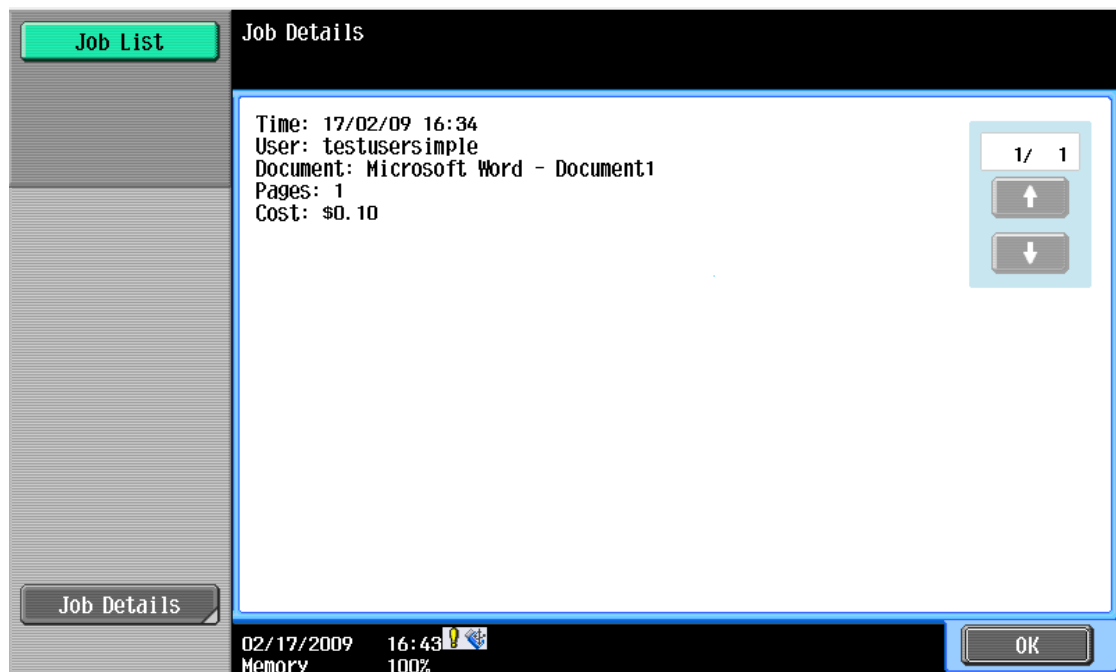 Job List
Job Details
Time: 17/02/09 16:34
User: testusersimple
Document: Microsoft Word - Document1
Pages: 1
Cost: $0.10
1/ 1
Job Details
02/17/2009 16:43
Memory 100%
OK